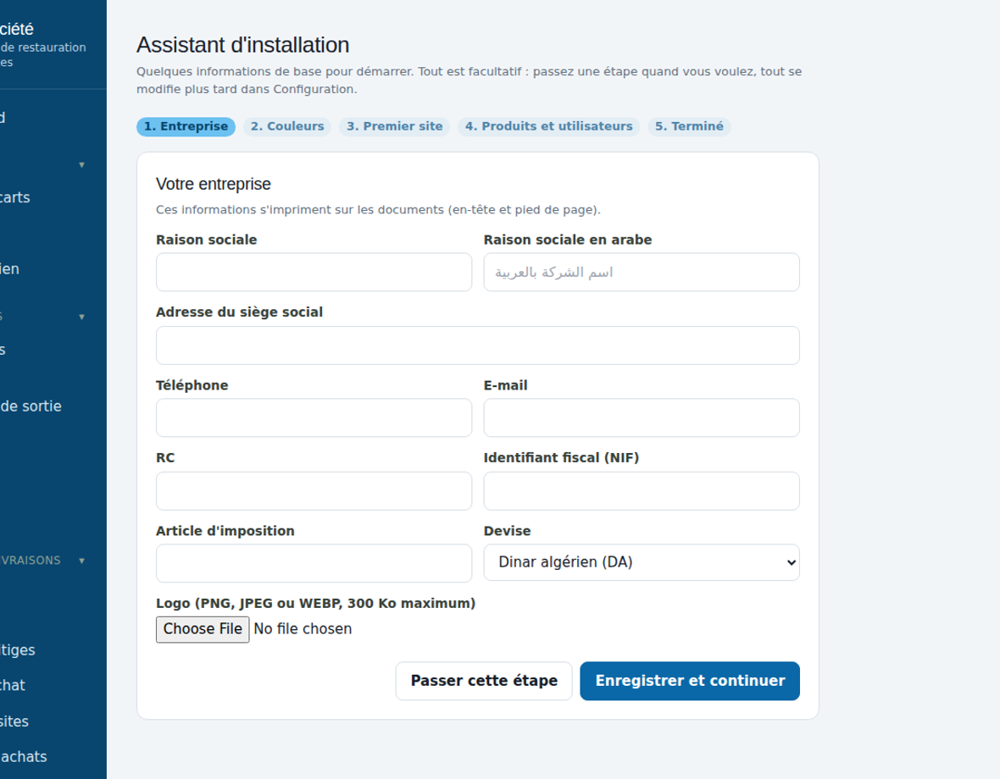 ciété
de restauration
es
d
▾
carts
ien
S ▾
s
de sortie
IVRAISONS ▾
itiges
chat
sites
achats
Assistant d'installation
Quelques informations de base pour démarrer. Tout est facultatif : passez une étape quand vous voulez, tout se
modifie plus tard dans Configuration.
1. Entreprise 2. Couleurs 3. Premier site 4. Produits et utilisateurs 5. Terminé
Votre entreprise
Ces informations s'impriment sur les documents (en-tête et pied de page).
Raison sociale Raison sociale en arabe
اسم الشركة بالعربية
Adresse du siège social
Téléphone E-mail
RC Identifiant fiscal (NIF)
Article d'imposition Devise
Dinar algérien (DA)
Logo (PNG, JPEG ou WEBP, 300 Ko maximum)
Choose File No file chosen
Passer cette étape Enregistrer et continuer